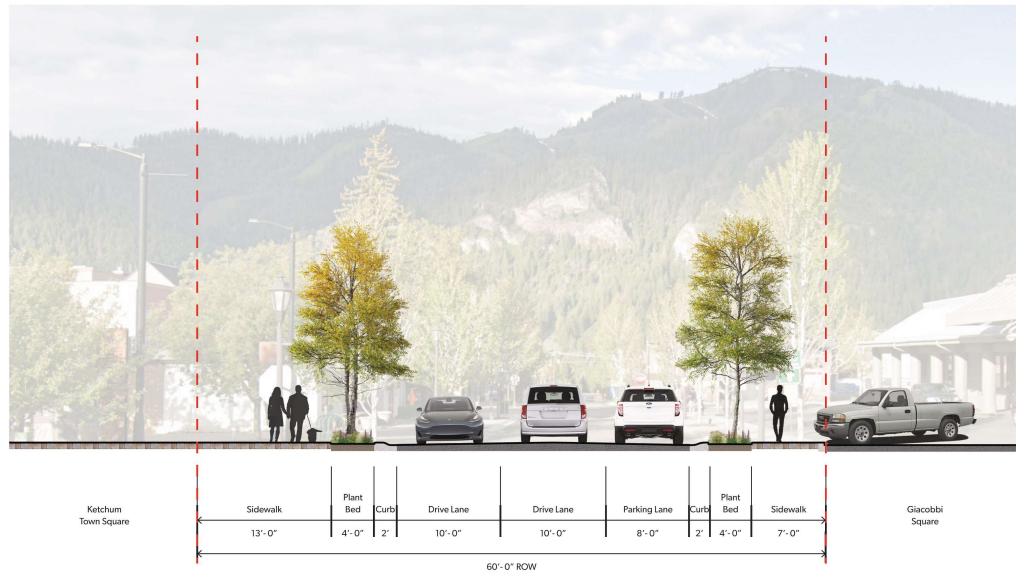 Ketchum
Town Square
Sidewalk
Plant
Bed
Curb
Drive Lane
Drive Lane
Parking Lane
Curb
Plant
Bed
Sidewalk
Giacobbi
Square
13'- 0"
4'- 0"
2'
10'- 0"
10'- 0"
8'- 0"
2'
4'- 0"
7'- 0"
60'- 0" ROW